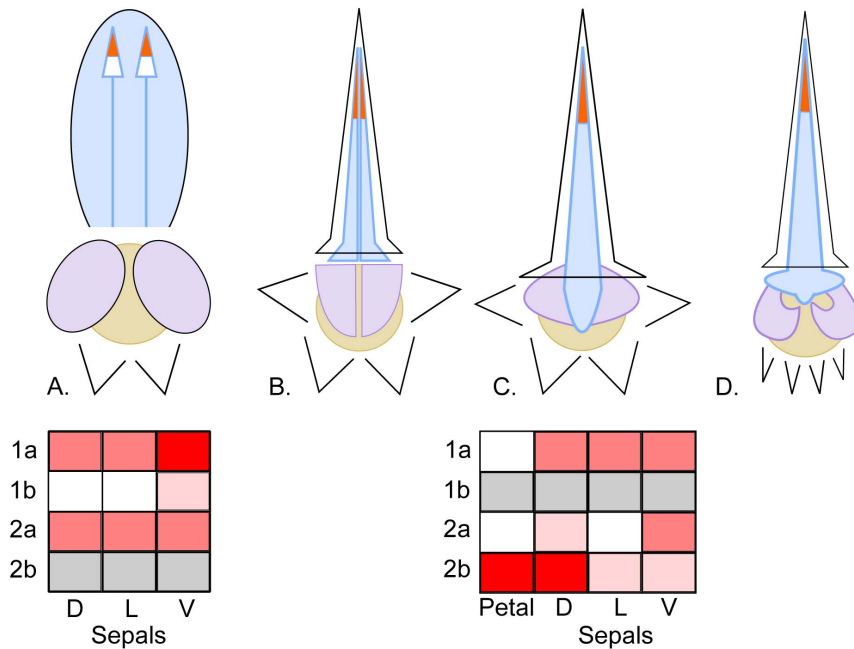 A. B. C. D.
1a
1b
2a
2b
D L V
Sepals
1a
1b
2a
2b
Petal D L V
Sepals